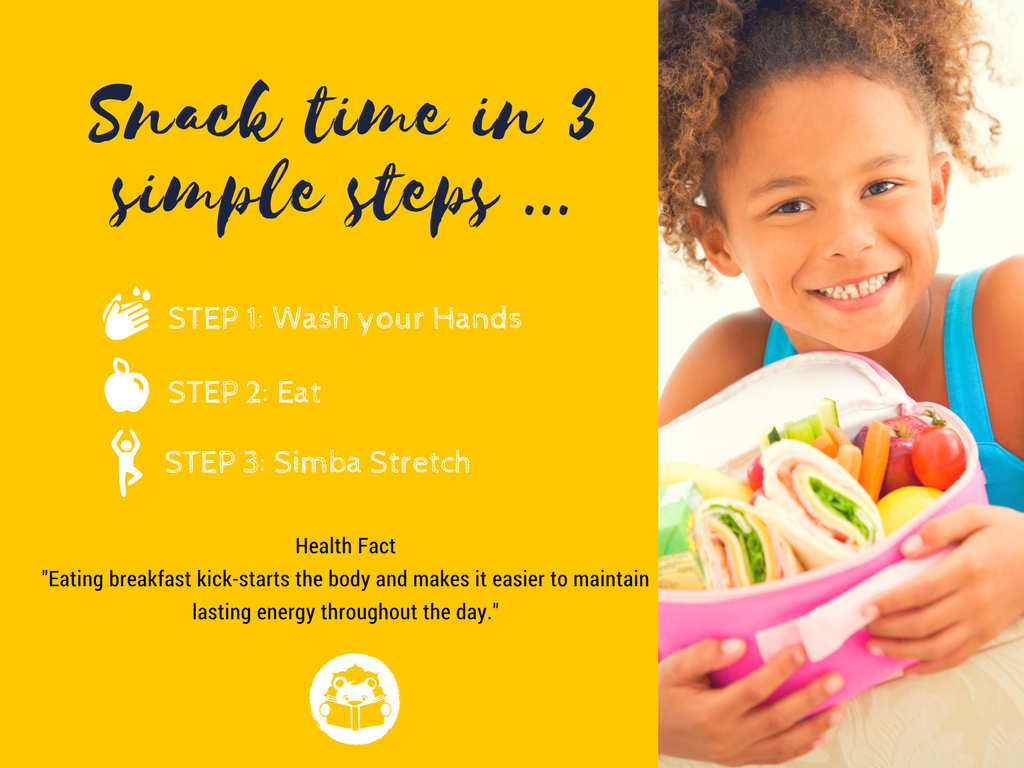 Snack time in 3
simple steps ...
STEP 1: Wash your Hands
STEP 2: Eat
STEP 3: Simba Stretch
Health Fact
"Eating breakfast kick-starts the body and makes it easier to maintain
lasting energy throughout the day."